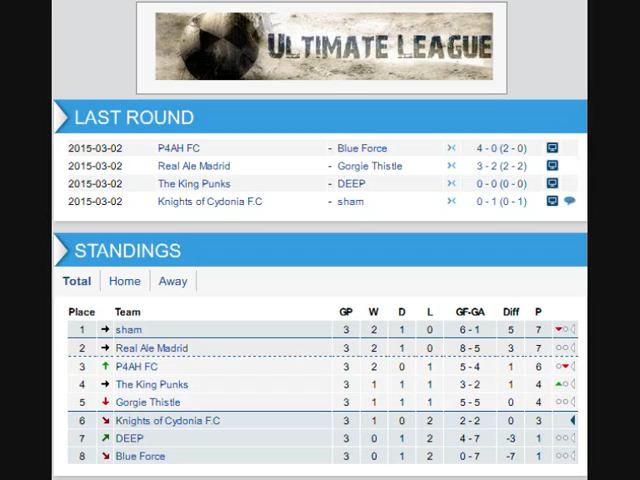 ULTIMATE LEAGUE
LAST ROUND
2015-03-02 P4AH FC - Blue Force 4 - 0 (2 - 0)
2015-03-02 Real Ale Madrid - Gorgie Thistle 3 - 2 (2 - 2)
2015-03-02 The King Punks - DEEP 0 - 0 (0 - 0)
2015-03-02 Knights of Cydonia F.C - sham 0 - 1 (0 - 1)
STANDINGS
Total Home Away
Place Team GP W D L GF-GA Diff P
1 sham 3 2 1 0 6 - 1 5 7
2 Real Ale Madrid 3 2 1 0 8 - 5 3 7
3 P4AH FC 3 2 0 1 5 - 4 1 6
4 The King Punks 3 1 1 1 3 - 2 1 4
5 Gorgie Thistle 3 1 1 1 5 - 5 0 4
6 Knights of Cydonia F.C 3 1 0 2 2 - 2 0 3
7 DEEP 3 0 1 2 4 - 7 -3 1
8 Blue Force 3 0 1 2 0 - 7 -7 1